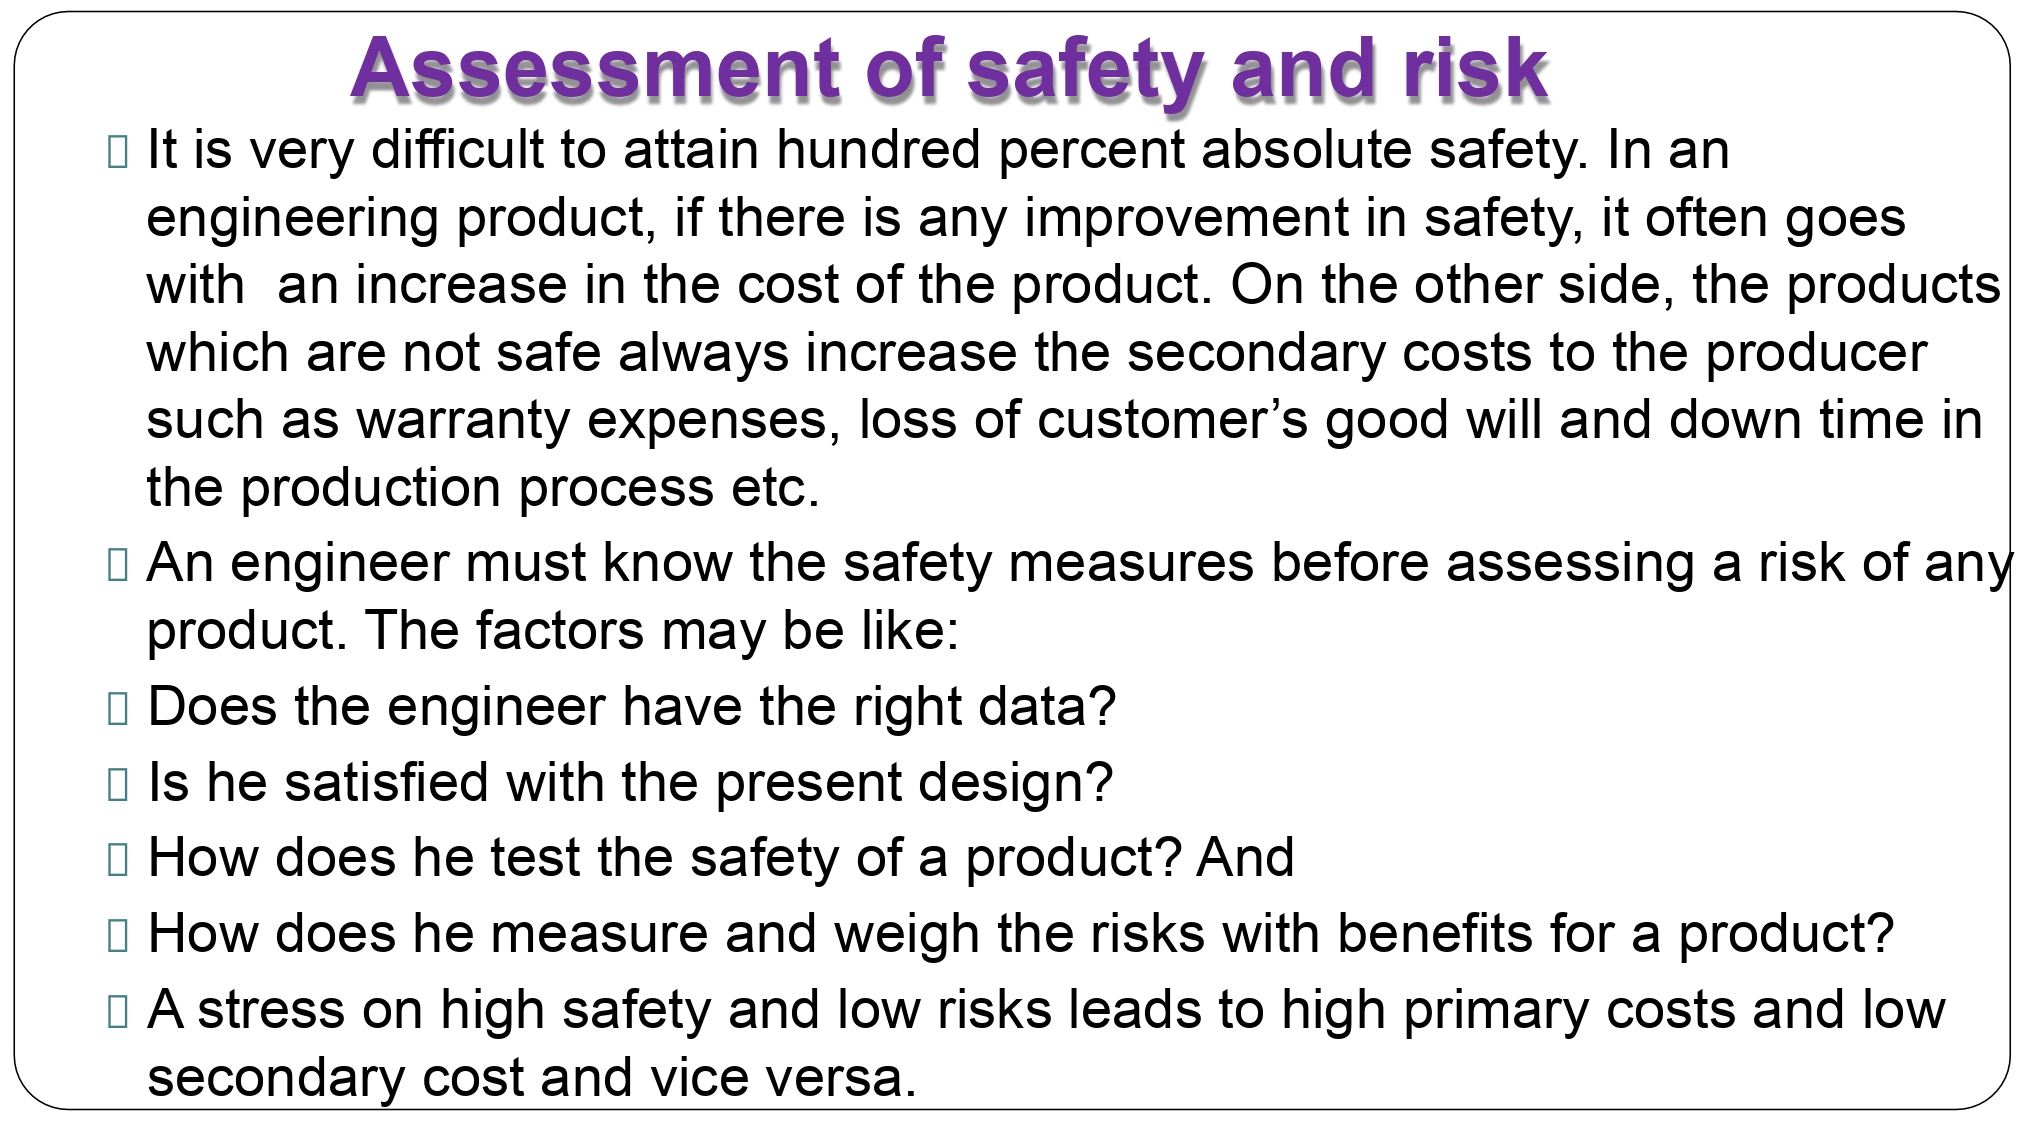 Assessment of safety and risk
It is very difficult to attain hundred percent absolute safety. In an
engineering product, if there is any improvement in safety, it often goes
with  an increase in the cost of the product. On the other side, the products
which are not safe always increase the secondary costs to the producer
such as warranty expenses, loss of customer’s good will and down time in
the production process etc.
An engineer must know the safety measures before assessing a risk of any
product. The factors may be like:
Does the engineer have the right data?
Is he satisfied with the present design?
How does he test the safety of a product? And
How does he measure and weigh the risks with benefits for a product?
A stress on high safety and low risks leads to high primary costs and low
secondary cost and vice versa.